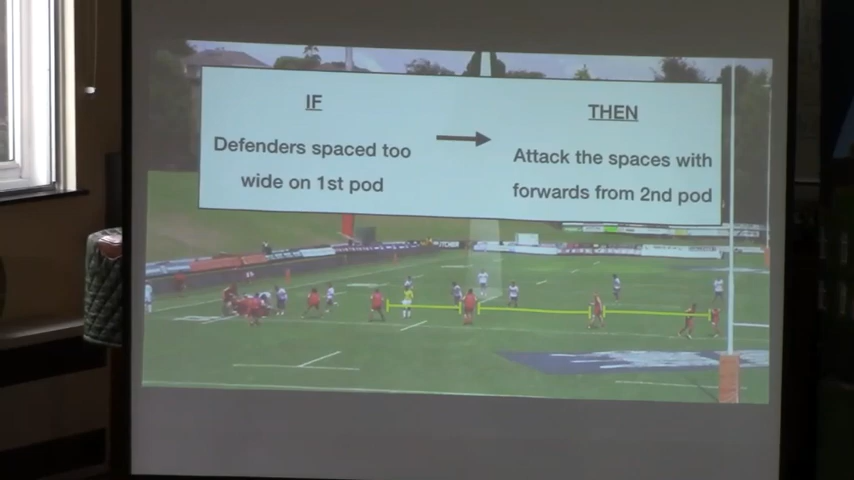 IF
Defenders spaced too
wide on 1st pod
THEN
Attack the spaces with
forwards from 2nd pod